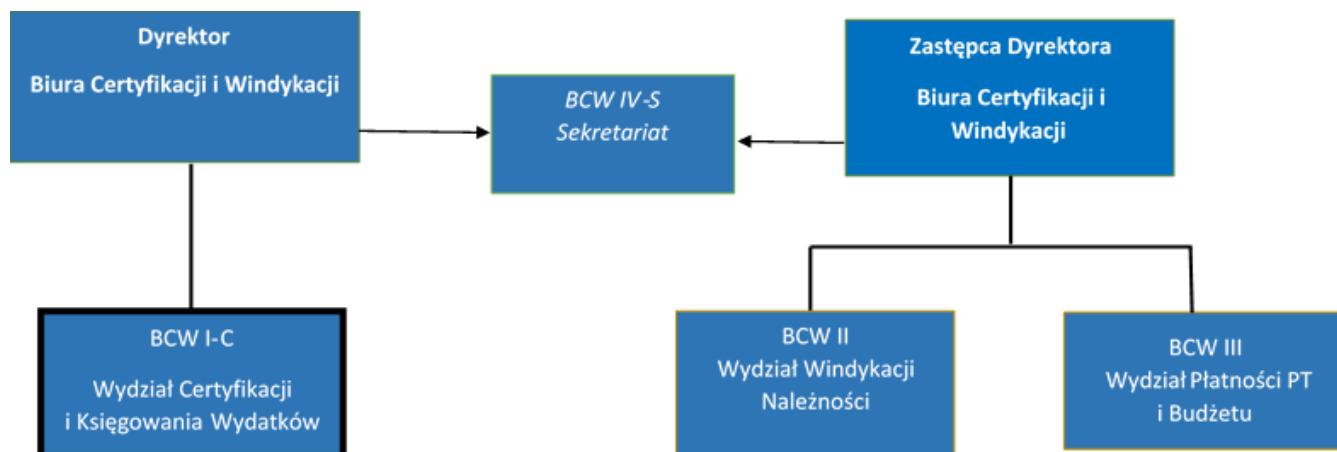 Dyrektor
Biura Certyfikacji i Windykacji
BCW IV-S
Sekretariat
Zastępca Dyrektora
Biura Certyfikacji i
Windykacji
BCW I-C
Wydział Certyfikacji
i Księgowania Wydatków
BCW II
Wydział Windykacji
Należności
BCW III
Wydział Płatności PT
i Budżetu